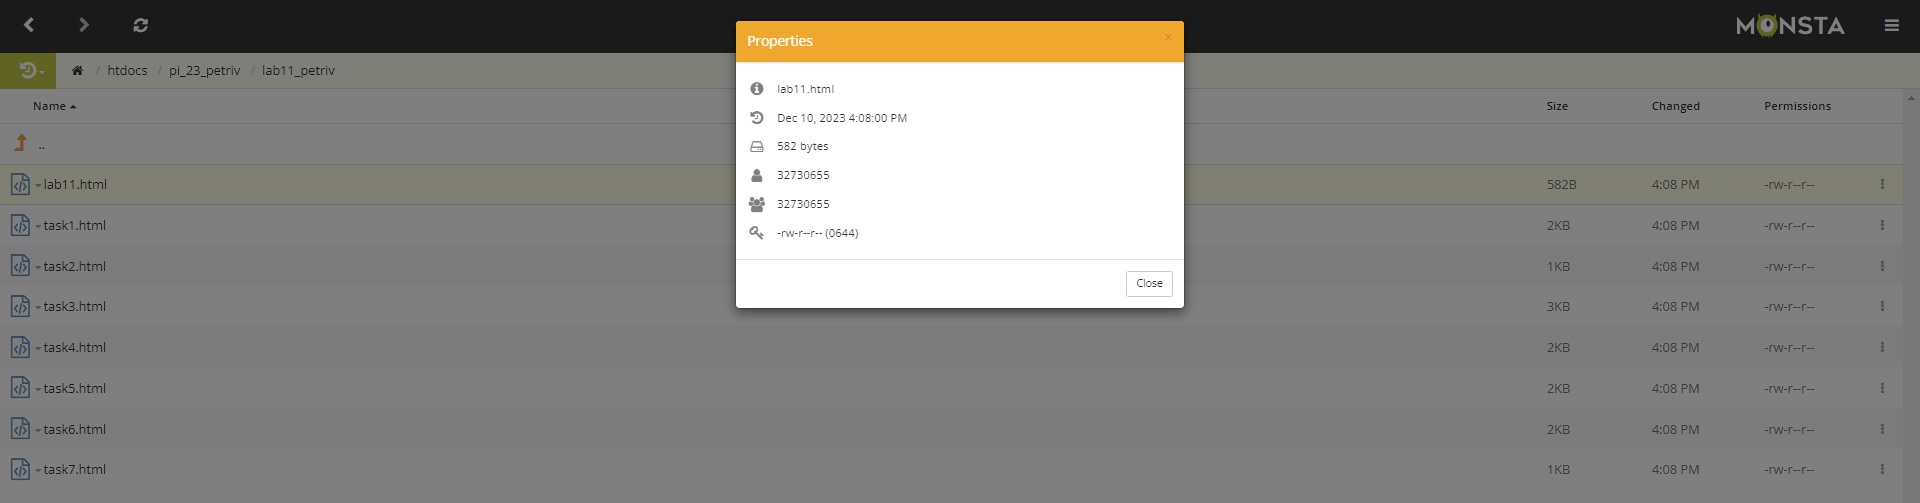 MONSTA
/ htdocs / pi_23_petriv / lab11_petriv
Properties ×
lab11.html
Dec 10, 2023 4:08:00 PM
582 bytes
32730655
32730655
-rw-r--r-- (0644)
Close
Name Size Changed Permissions
..
lab11.html 582B 4:08 PM -rw-r--r--
task1.html 2KB 4:08 PM -rw-r--r--
task2.html 1KB 4:08 PM -rw-r--r--
task3.html 3KB 4:08 PM -rw-r--r--
task4.html 2KB 4:08 PM -rw-r--r--
task5.html 2KB 4:08 PM -rw-r--r--
task6.html 2KB 4:08 PM -rw-r--r--
task7.html 1KB 4:08 PM -rw-r--r--